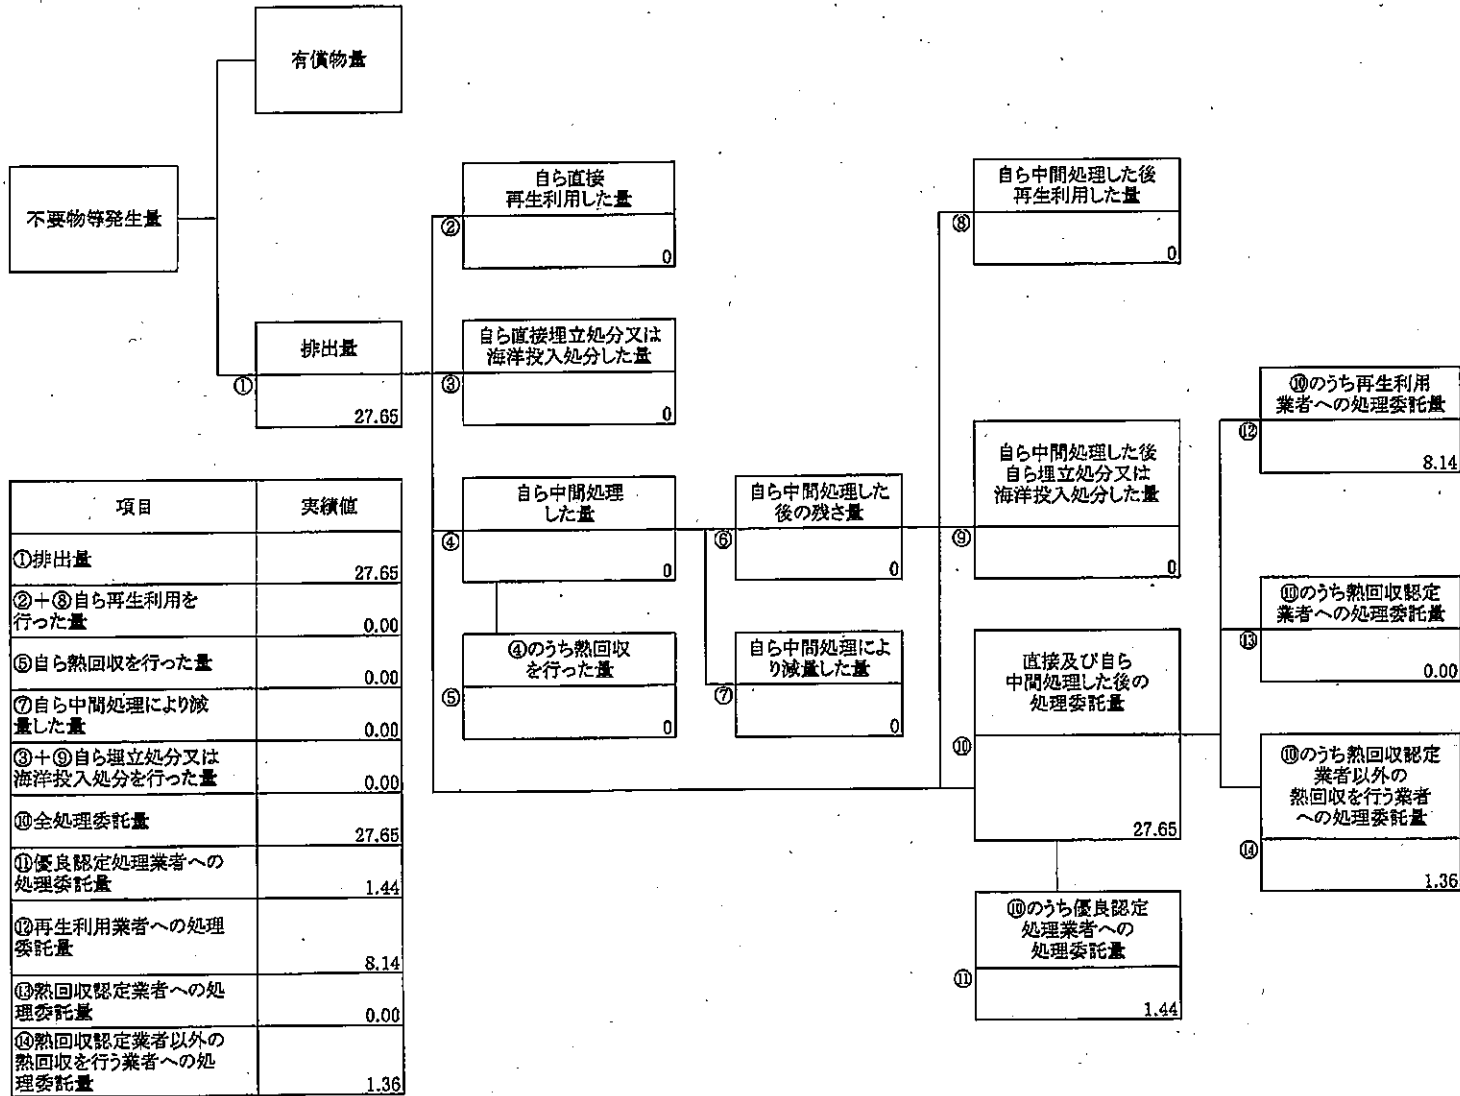 有償物量
不要物等発生量
排出量
①
27.65
自ら直接
再生利用した量
②
0
自ら直接埋立処分又は
海洋投入処分した量
③
0
自ら中間処理
した量
④
0
④のうち熱回収
を行った量
⑤
0
自ら中間処理した
後の残さ量
⑥
0
自ら中間処理によ
り減量した量
⑦
0
自ら中間処理した後
再生利用した量
⑧
0
自ら中間処理した後
自ら埋立処分又は
海洋投入処分した量
⑨
0
直接及び自ら
中間処理した後の
処理委託量
⑩
27.65
⑩のうち優良認定
処理業者への
処理委託量
⑪
1.44
⑩のうち再生利用
業者への処理委託量
⑫
8.14
⑩のうち熱回収認定
業者への処理委託量
⑬
0.00
⑩のうち熱回収認定
業者以外の
熱回収を行う業者
への処理委託量
⑭
1.36
項目 実績値
①排出量
27.65
②+⑧自ら再生利用を
行った量 0.00
⑤自ら熱回収を行った量
0.00
⑦自ら中間処理により減
量した量 0.00
③+⑨自ら埋立処分又は
海洋投入処分を行った量 0.00
⑩全処理委託量
27.65
⑪優良認定処理業者への
処理委託量 1.44
⑫再生利用業者への処理
委託量
8.14
⑬熱回収認定業者への処
理委託量 0.00
⑭熱回収認定業者以外の
熱回収を行う業者への処
理委託量 1.36